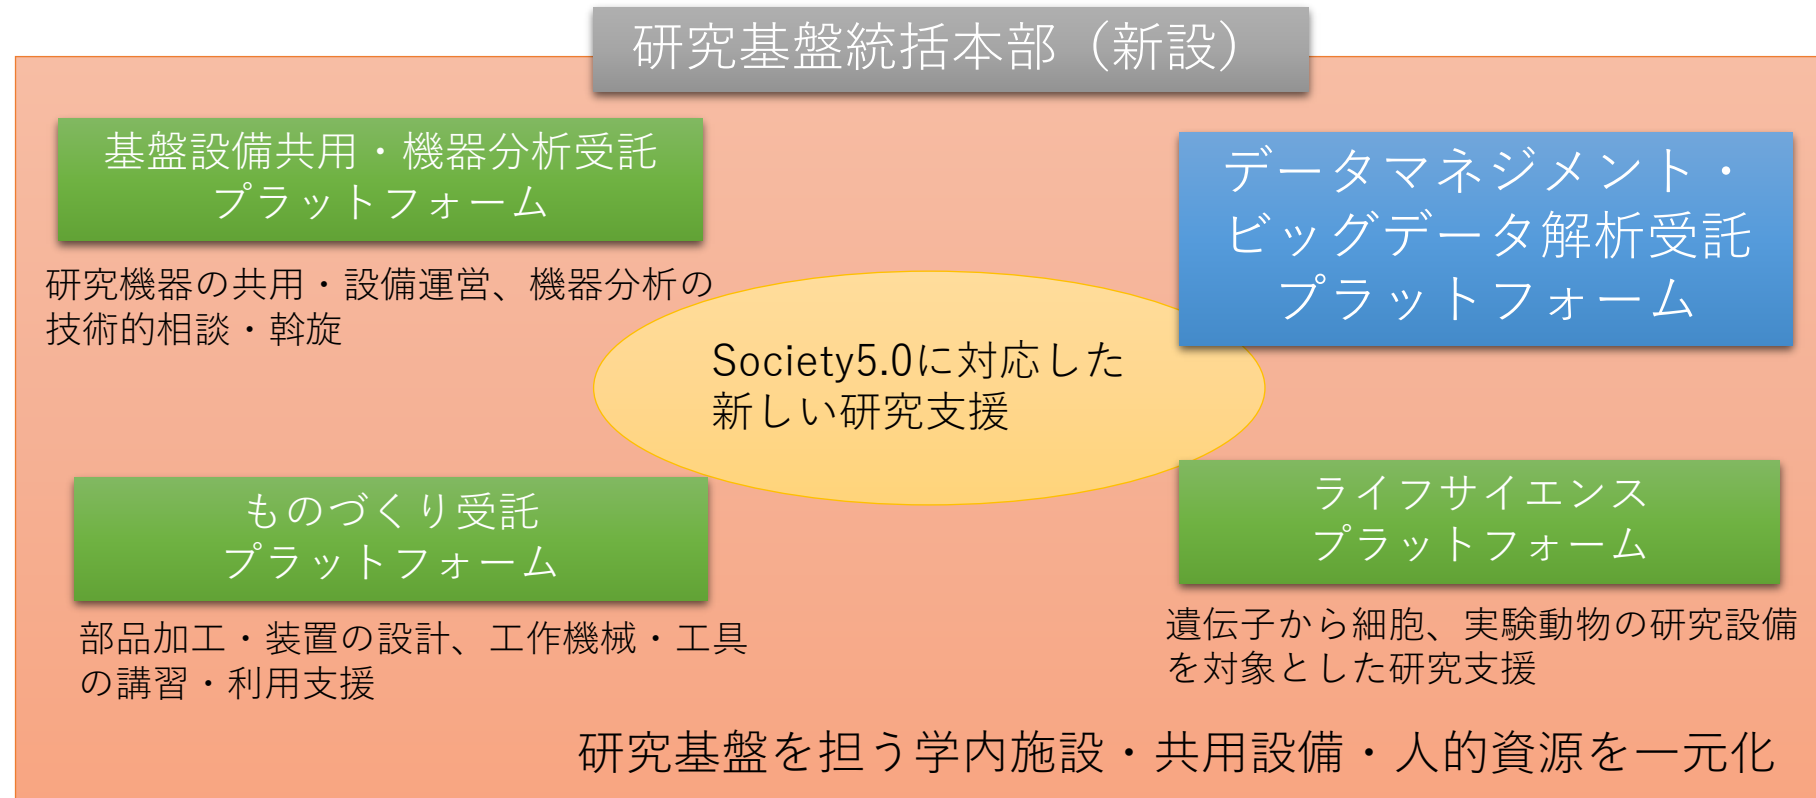 研究基盤統括本部（新設）
基盤設備共用・機器分析受託
プラットフォーム
研究機器の共用・設備運営、機器分析の
技術的相談・斡旋
データマネジメント・
ビッグデータ解析受託
プラットフォーム
Society5.0に対応した
新しい研究支援
ものづくり受託
プラットフォーム
部品加工・装置の設計、工作機械・工具
の講習・利用支援
ライフサイエンス
プラットフォーム
遺伝子から細胞、実験動物の研究設備
を対象とした研究支援
研究基盤を担う学内施設・共用設備・人的資源を一元化